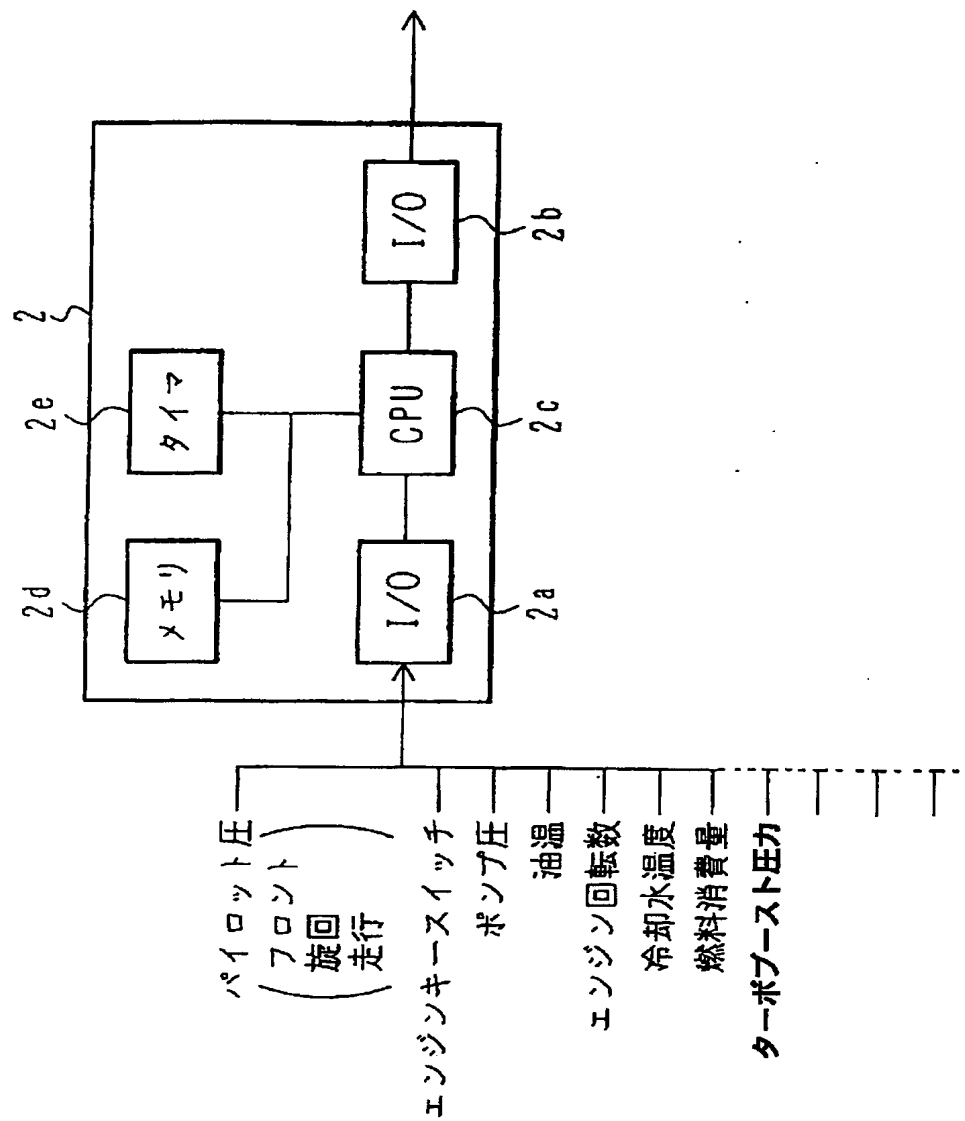 2
2d
2e
メモリ
タイマ
I/O
CPU
I/O
2a
2c
2b
パイロット圧
フロント
旋回
走行
エンジンキースイッチ
ポンプ圧
油温
エンジン回転数
冷却水温度
燃料消費量
ターボブースト圧力